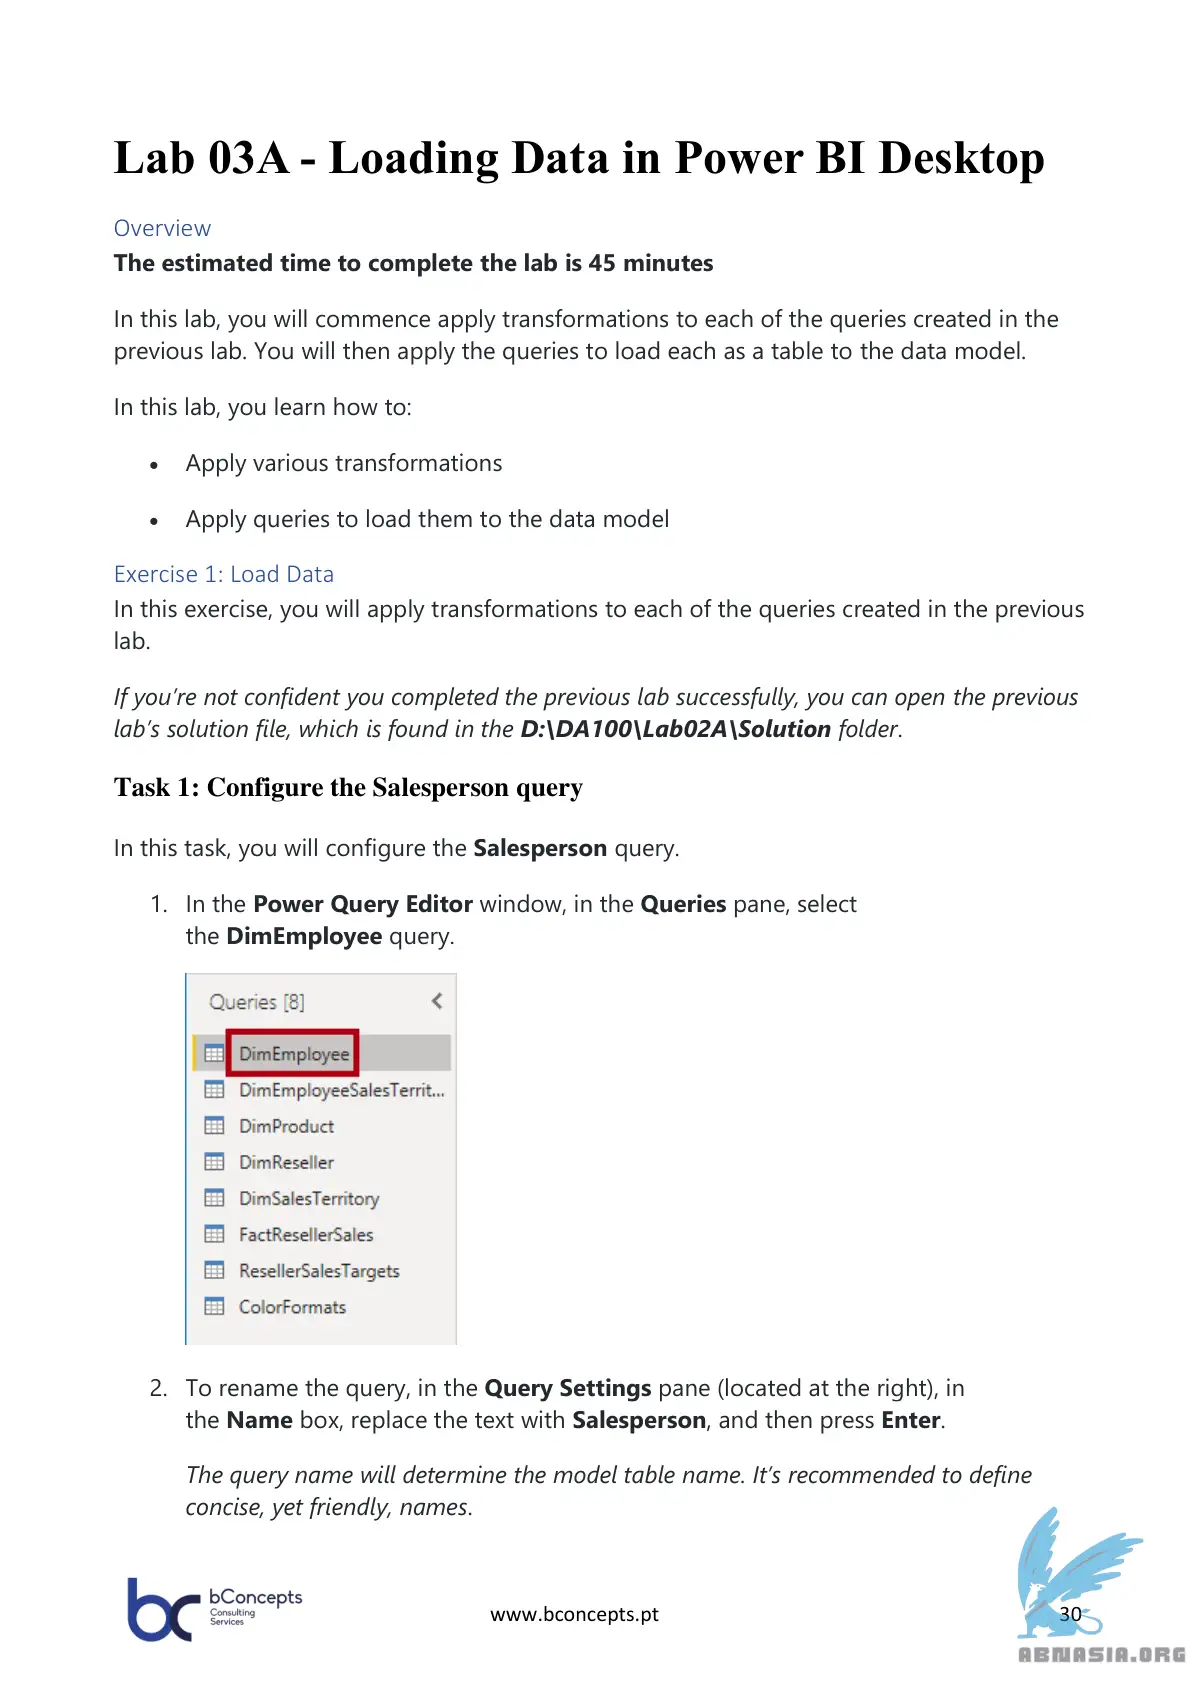 Lab 03A - Loading Data in Power BI Desktop
Overview
The estimated time to complete the lab is 45 minutes
In this lab, you will commence apply transformations to each of the queries created in the
previous lab. You will then apply the queries to load each as a table to the data model.
In this lab, you learn how to:
• Apply various transformations
• Apply queries to load them to the data model
Exercise 1: Load Data
In this exercise, you will apply transformations to each of the queries created in the previous
lab.
If you’re not confident you completed the previous lab successfully, you can open the previous
lab’s solution file, which is found in the D:\DA100\Lab02A\Solution folder.
Task 1: Configure the Salesperson query
In this task, you will configure the Salesperson query.
1. In the Power Query Editor window, in the Queries pane, select
the DimEmployee query.
Queries [8]
DimEmployee
DimEmployeeSalesTerrit...
DimProduct
DimReseller
DimSalesTerritory
FactResellerSales
ResellerSalesTargets
ColorFormats
2. To rename the query, in the Query Settings pane (located at the right), in
the Name box, replace the text with Salesperson, and then press Enter.
The query name will determine the model table name. It’s recommended to define
concise, yet friendly, names.
bc bConcepts
Consulting
Services
www.bconcepts.pt
30
ABNASIA.ORG